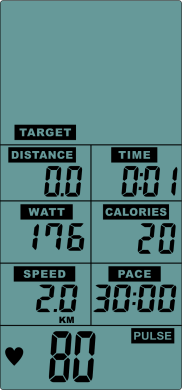 TARGET
DISTANCE TIME
0.0 0:01
WATT CALORIES
176 20
SPEED PACE
2.0 30:00
KM
PULSE
80